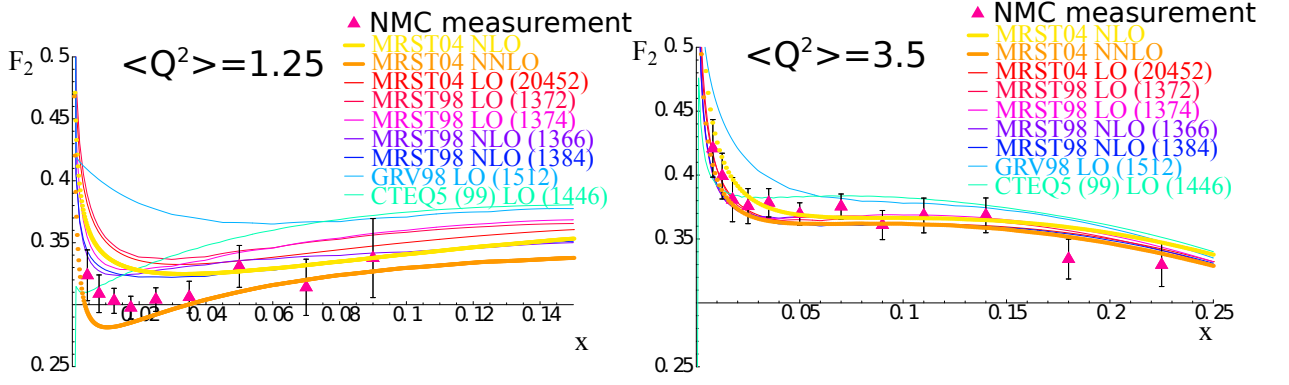 NMC measurement
MRST04 NLO
MRST04 NNLO
MRST04 LO (20452)
MRST98 LO (1372)
MRST98 LO (1374)
MRST98 NLO (1366)
MRST98 NLO (1384)
GRV98 LO (1512)
CTEQ5 (99) LO (1446)
<Q²>=1.25
F₂
0.5
0.45
0.4
0.35
0.25
0.02
0.04
0.06
0.08
0.1
0.12
0.14
x
NMC measurement
MRST04 NLO
MRST04 NNLO
MRST04 LO (20452)
MRST98 LO (1372)
MRST98 LO (1374)
MRST98 NLO (1366)
MRST98 NLO (1384)
GRV98 LO (1512)
CTEQ5 (99) LO (1446)
<Q²>=3.5
F₂
0.5
0.45
0.4
0.35
0.25
0.05
0.1
0.15
0.2
0.25
x